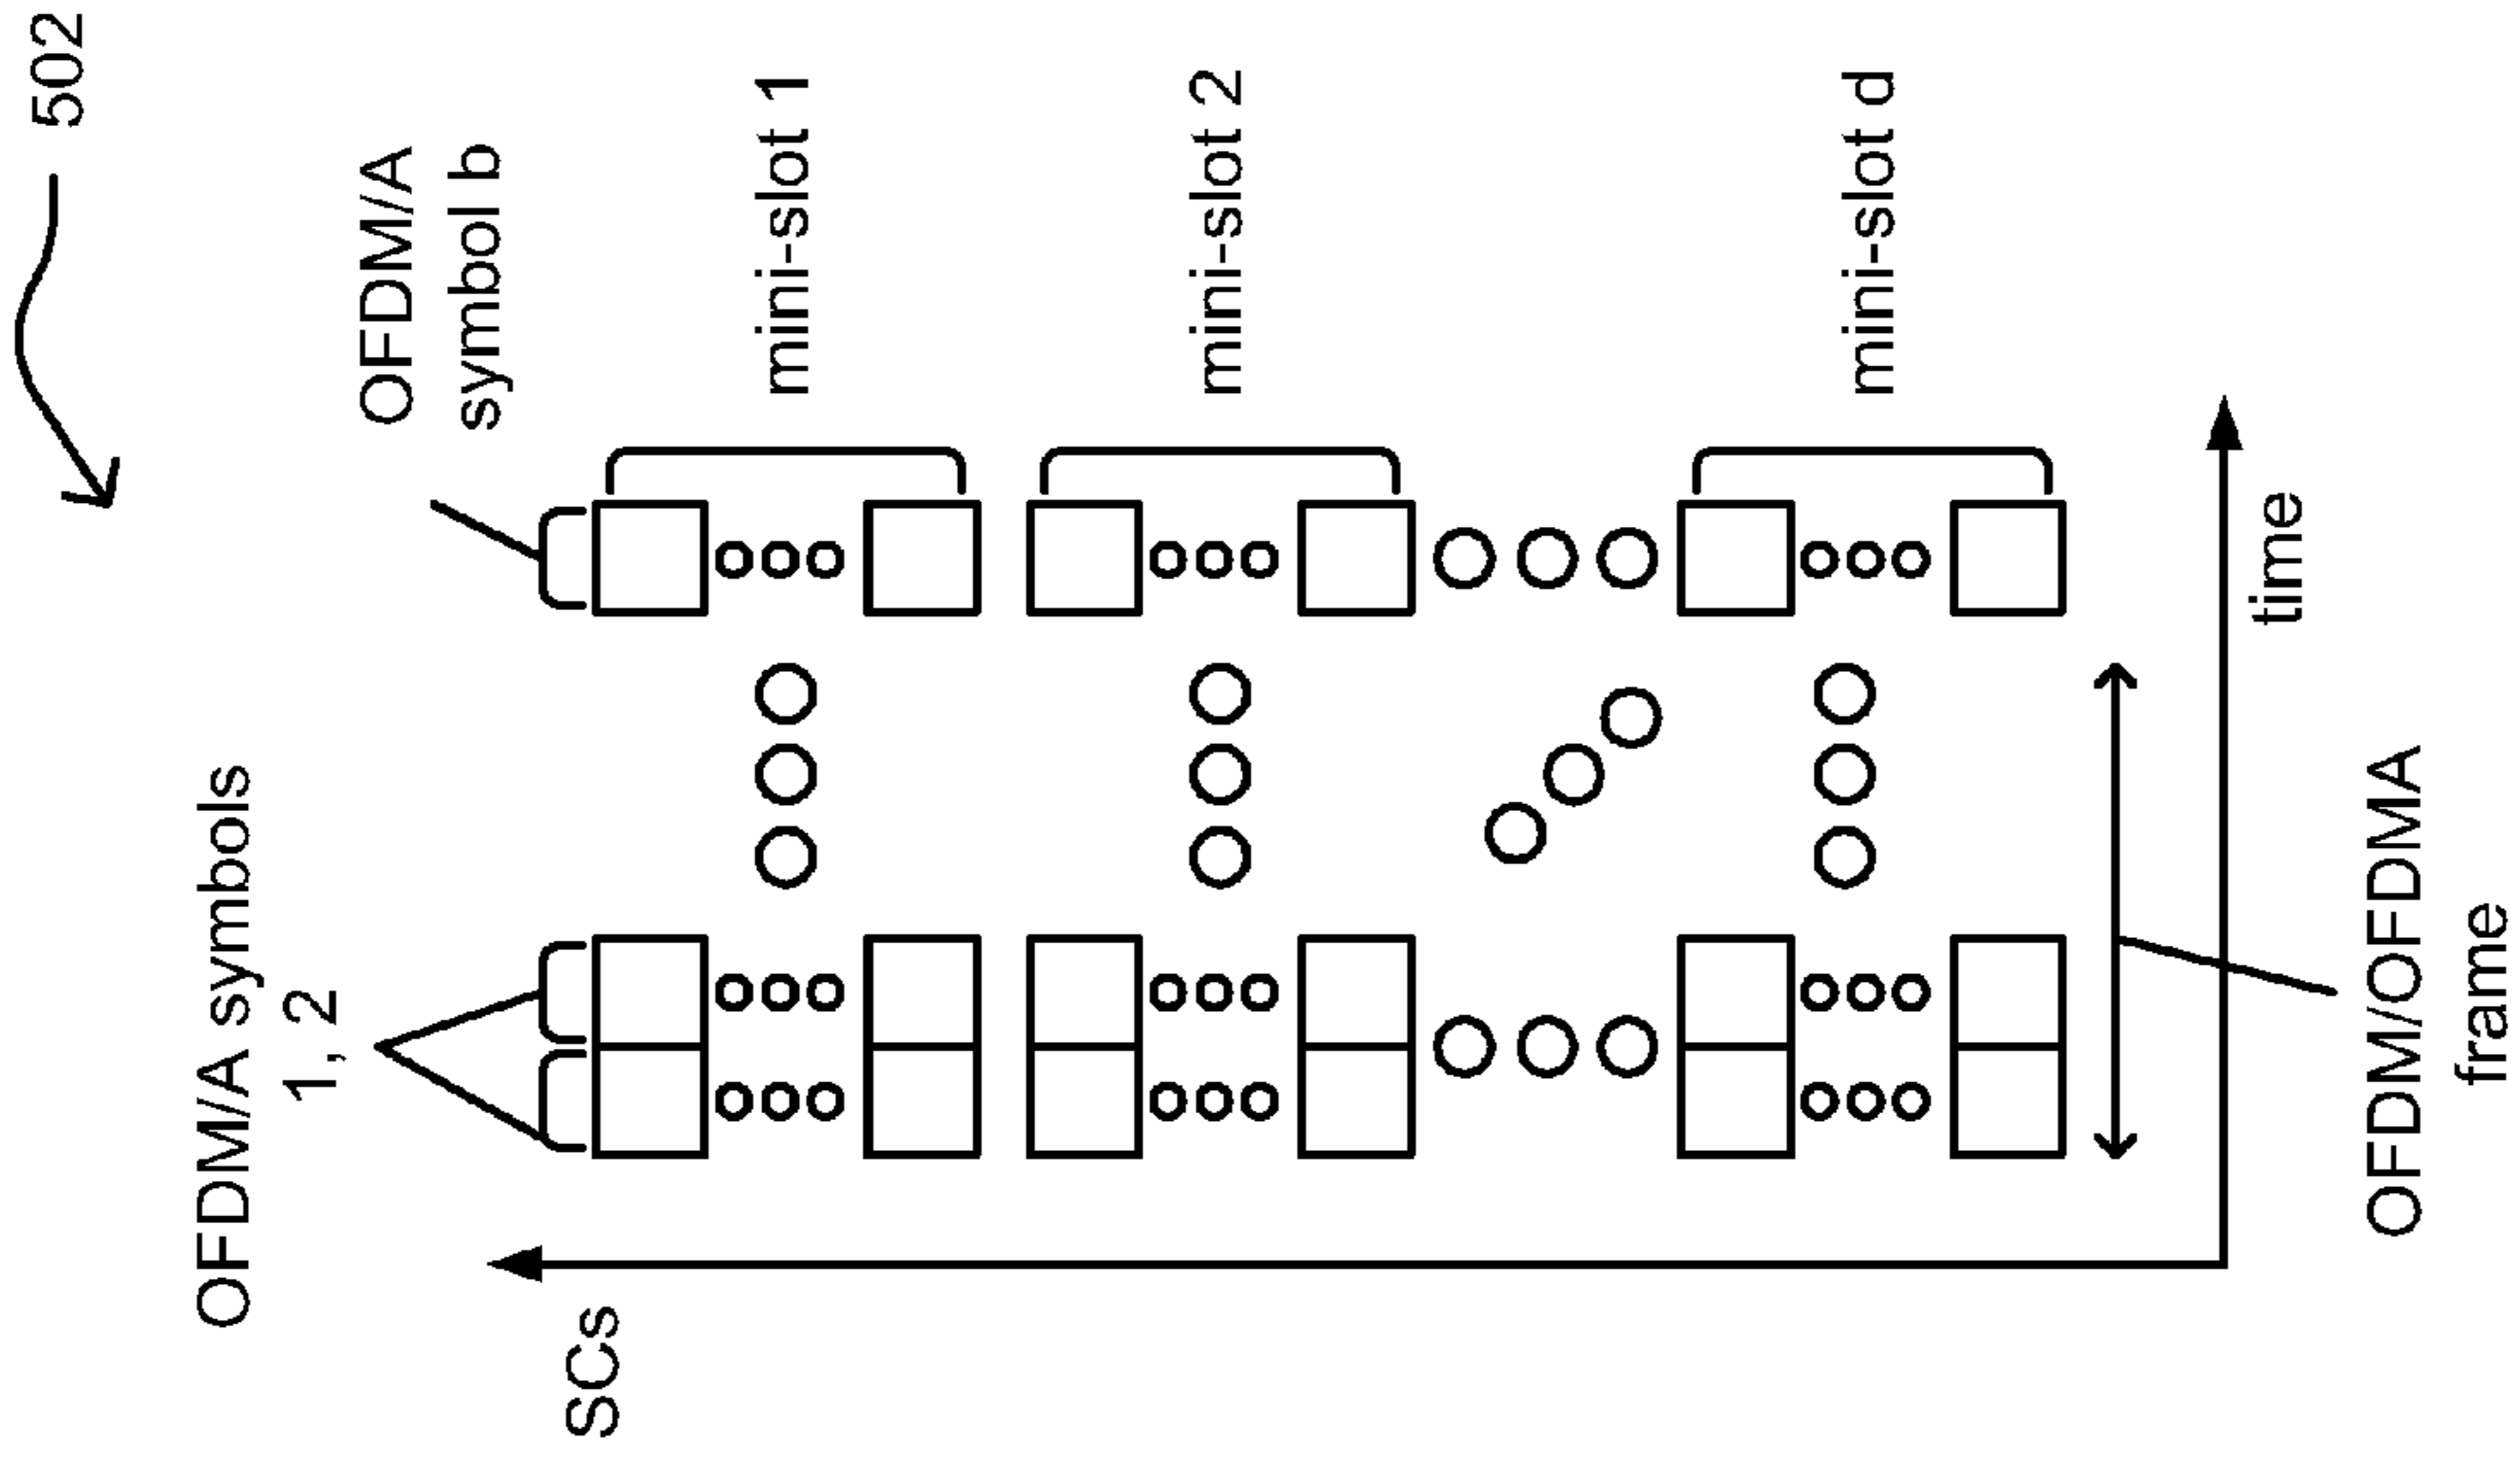 502
OFDM/A symbols
1, 2
OFDM/A
symbol b
SCs
mini-slot 1
mini-slot 2
mini-slot d
time
OFDM/OFDMA
frame